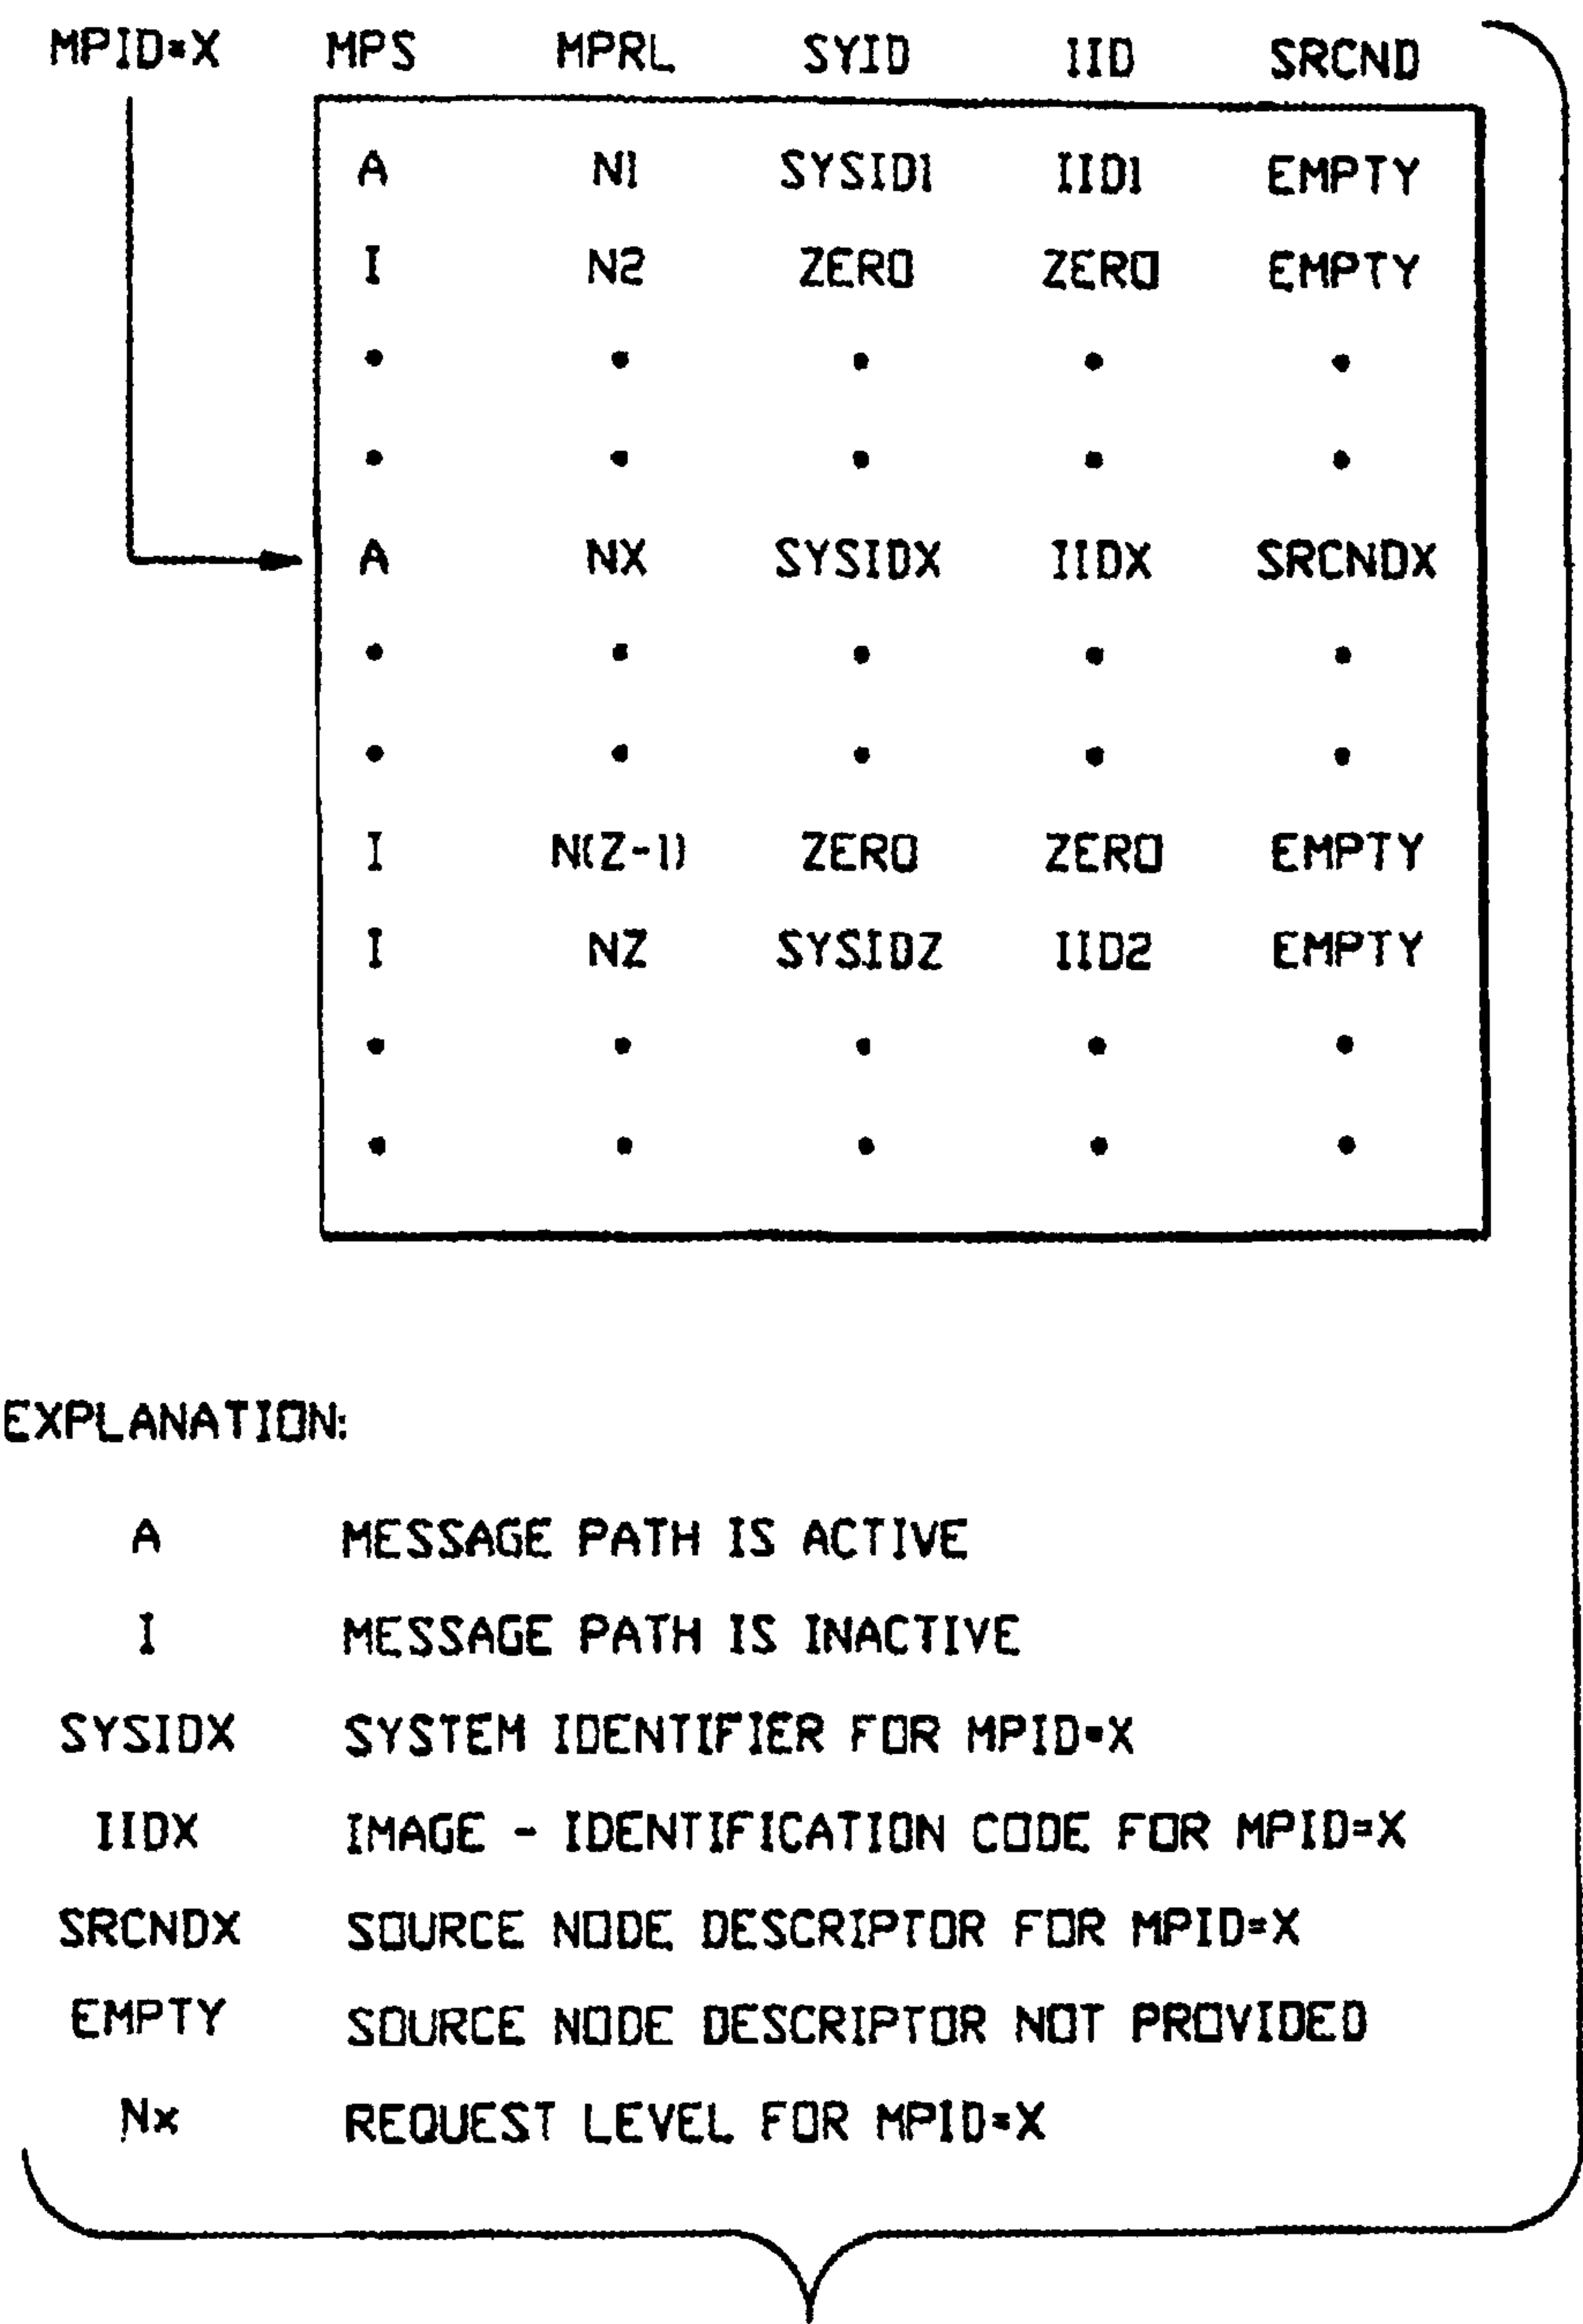 MPID=X MPS MPRL SYID IID SRCND
A N1 SYSID1 IID1 EMPTY
I N2 ZERO ZERO EMPTY
• • • • •
• • • • •
A NX SYSIDX IIDX SRCNDX
• • • • •
• • • • •
I N(Z-1) ZERO ZERO EMPTY
I NZ SYSIDZ IID2 EMPTY
• • • • •
• • • • •
EXPLANATION:
A MESSAGE PATH IS ACTIVE
I MESSAGE PATH IS INACTIVE
SYSIDX SYSTEM IDENTIFIER FOR MPID=X
IIDX IMAGE - IDENTIFICATION CODE FOR MPID=X
SRCNDX SOURCE NODE DESCRIPTOR FOR MPID=X
EMPTY SOURCE NODE DESCRIPTOR NOT PROVIDED
Nx REQUEST LEVEL FOR MPID=X